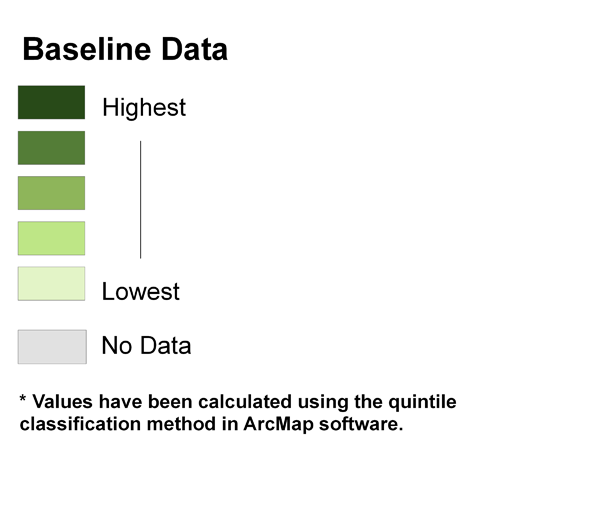 Baseline Data
Highest
Lowest
No Data
* Values have been calculated using the quintile
classification method in ArcMap software.